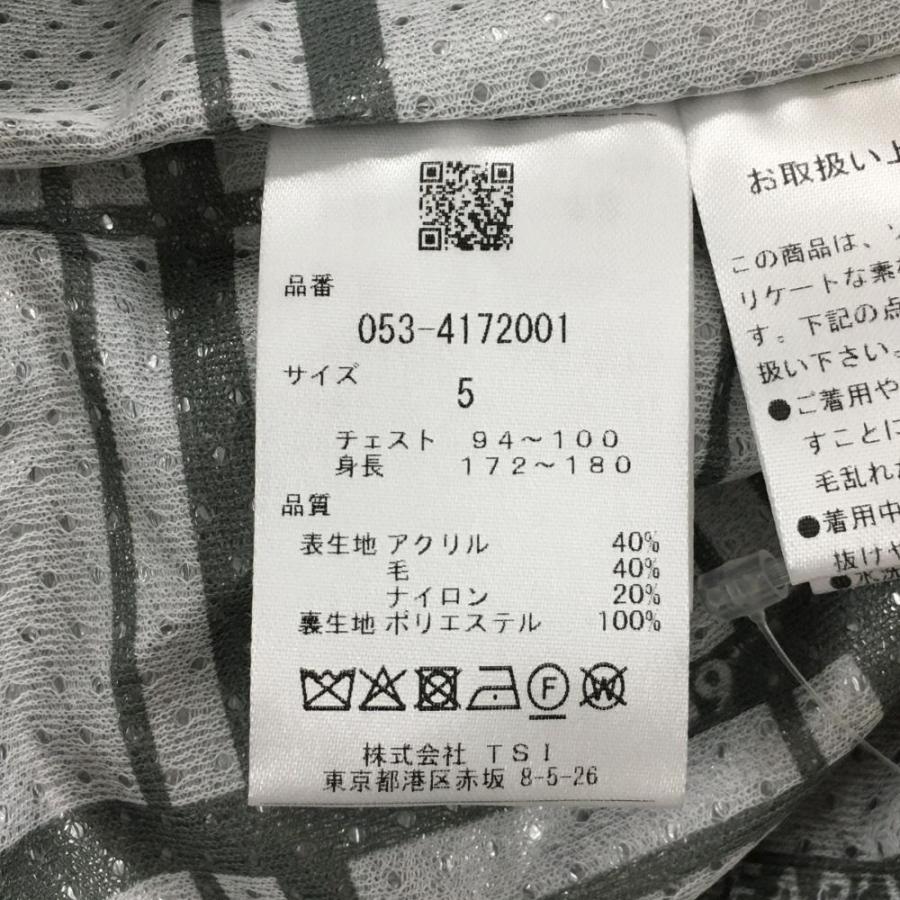 品番
053-4172001
サイズ
5
チェスト 94～100
身長 172～180
品質
表生地 アクリル 40%
毛 40%
ナイロン 20%
裏生地 ポリエステル 100%
F
W
株式会社 TSI
東京都港区赤坂 8-5-26
お取扱い上
この商品は、ソ
リケートな素
す。下記の点
扱い下さい。
●ご着用や
すことに
毛乱れ
●着用中
抜けや